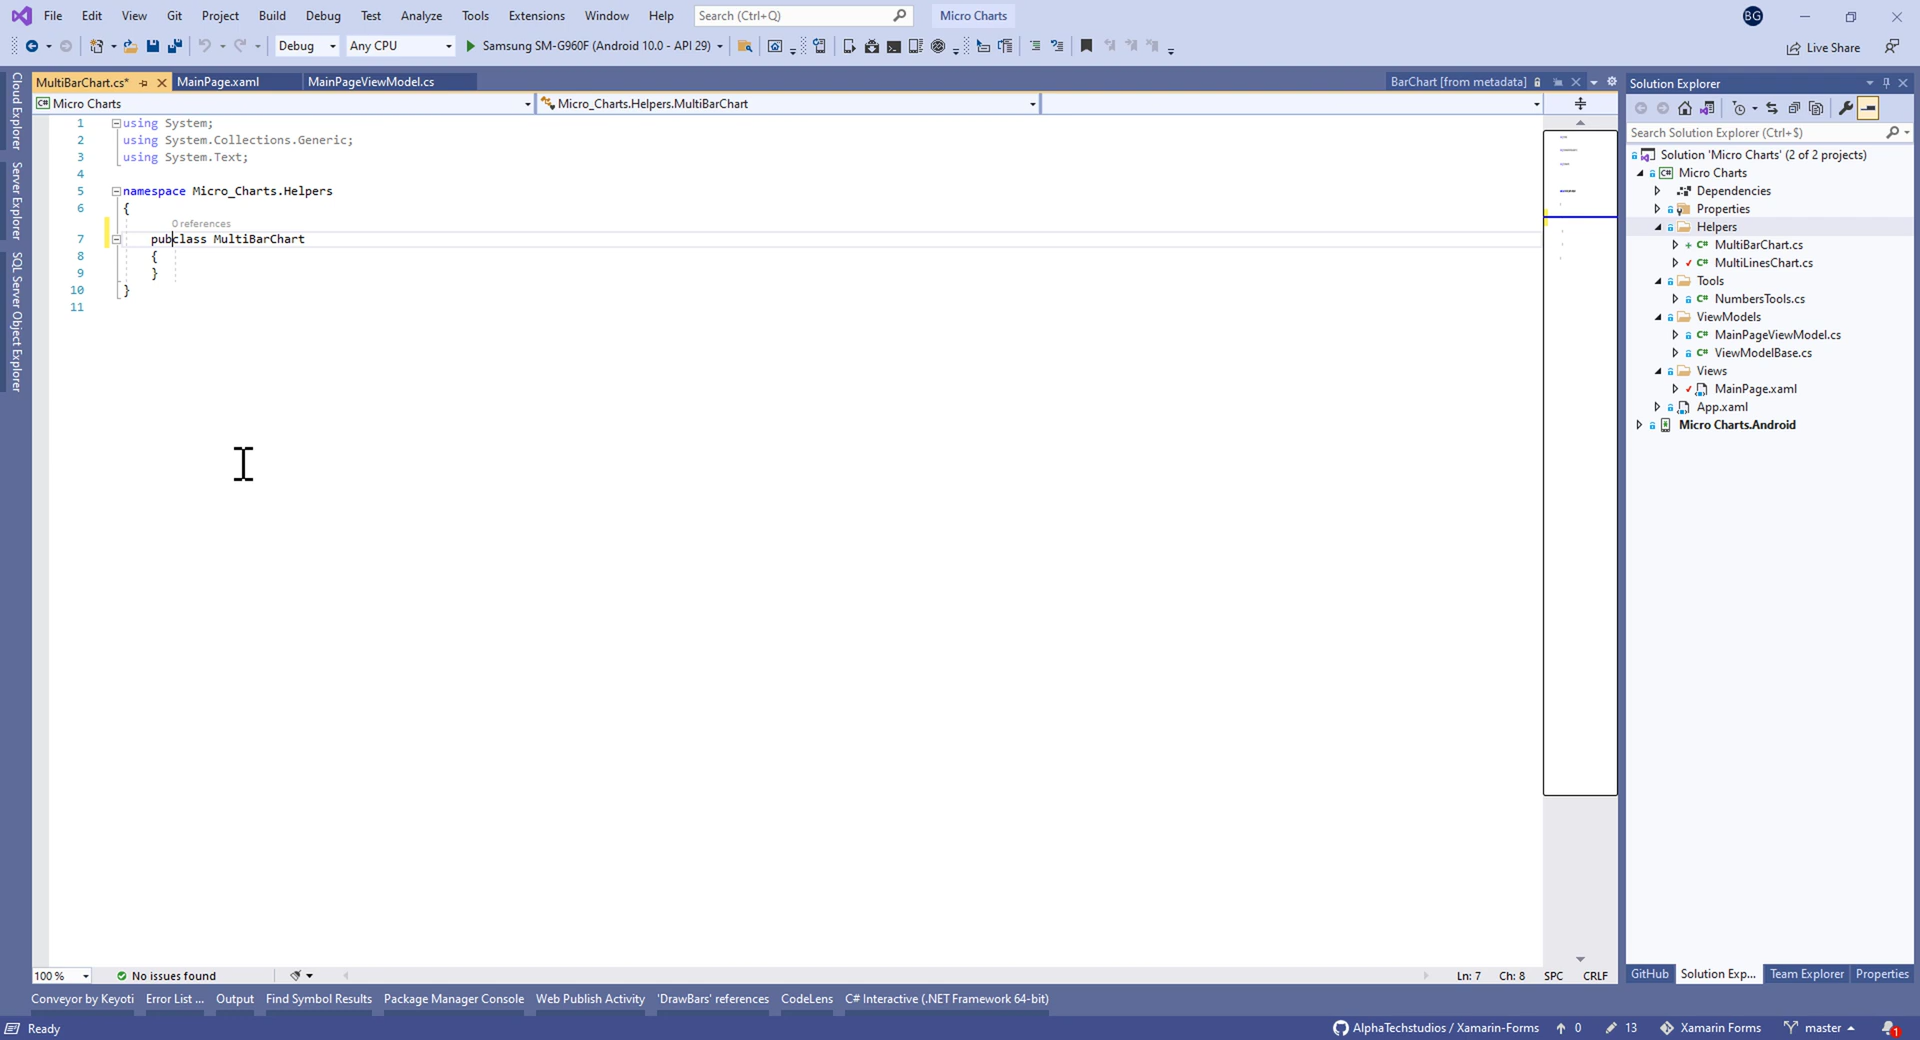 File Edit View Git Project Build Debug Test Analyze Tools Extensions Window Help Search (Ctrl+Q) Micro Charts BG
Debug Any CPU Samsung SM-G960F (Android 10.0 - API 29) Live Share
MultiBarChart.cs* MainPage.xaml MainPageViewModel.cs BarChart [from metadata]
Micro Charts Micro_Charts.Helpers.MultiBarChart
1 using System;
2 using System.Collections.Generic;
3 using System.Text;
4
5 namespace Micro_Charts.Helpers
6 {
0 references
7 pubclass MultiBarChart
8 {
9 }
10 }
11
Cloud Explorer
Server Explorer
SQL Server Object Explorer
Solution Explorer
Search Solution Explorer (Ctrl+$)
Solution 'Micro Charts' (2 of 2 projects)
C# Micro Charts
Dependencies
Properties
Helpers
C# MultiBarChart.cs
C# MultiLinesChart.cs
Tools
C# NumbersTools.cs
ViewModels
C# MainPageViewModel.cs
C# ViewModelBase.cs
Views
MainPage.xaml
App.xaml
Micro Charts.Android
100 % No issues found Ln: 7 Ch: 8 SPC CRLF
GitHub Solution Exp... Team Explorer Properties
Conveyor by Keyoti Error List ... Output Find Symbol Results Package Manager Console Web Publish Activity 'DrawBars' references CodeLens C# Interactive (.NET Framework 64-bit)
Ready AlphaTechstudios / Xamarin-Forms 0 13 Xamarin Forms master 1